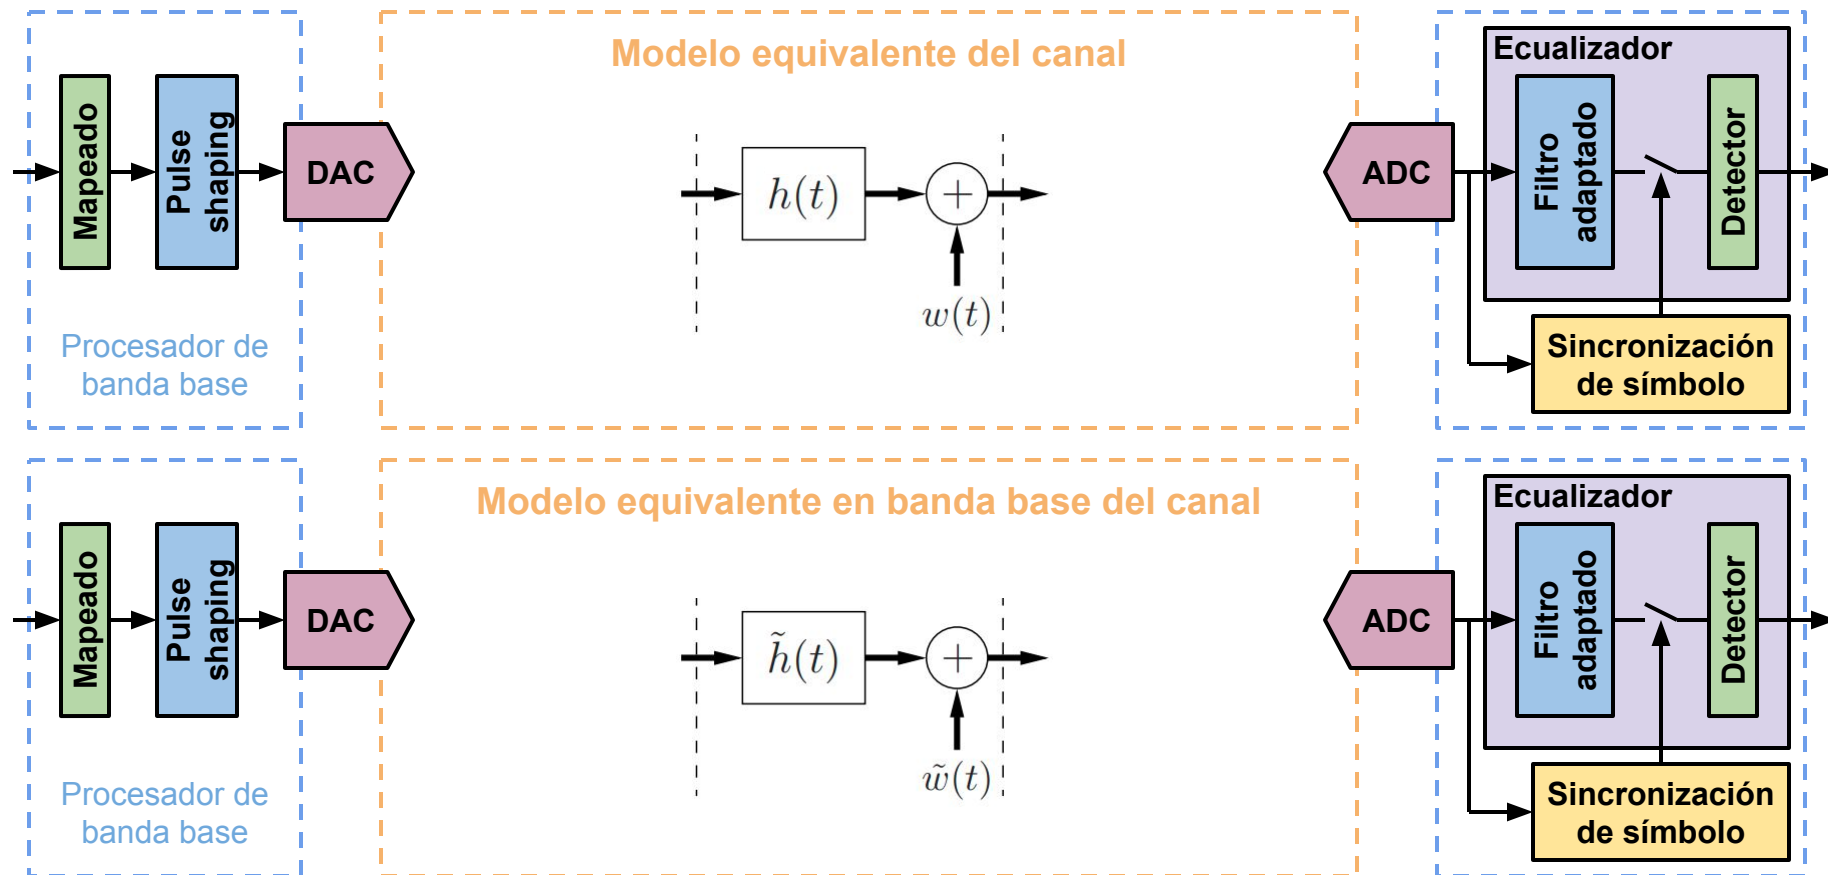 Modelo equivalente del canal
Mapeado
Pulse
shaping
DAC
Procesador de
banda base
h(t)
+
w(t)
ADC
Ecualizador
Filtro
adaptado
Detector
Sincronización
de símbolo
Modelo equivalente en banda base del canal
Mapeado
Pulse
shaping
DAC
Procesador de
banda base
h̃(t)
+
w̃(t)
ADC
Ecualizador
Filtro
adaptado
Detector
Sincronización
de símbolo